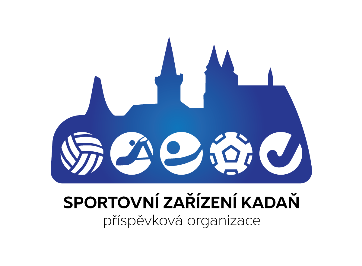 SPORTOVNÍ ZAŘÍZENÍ KADAŇ
příspěvková organizace